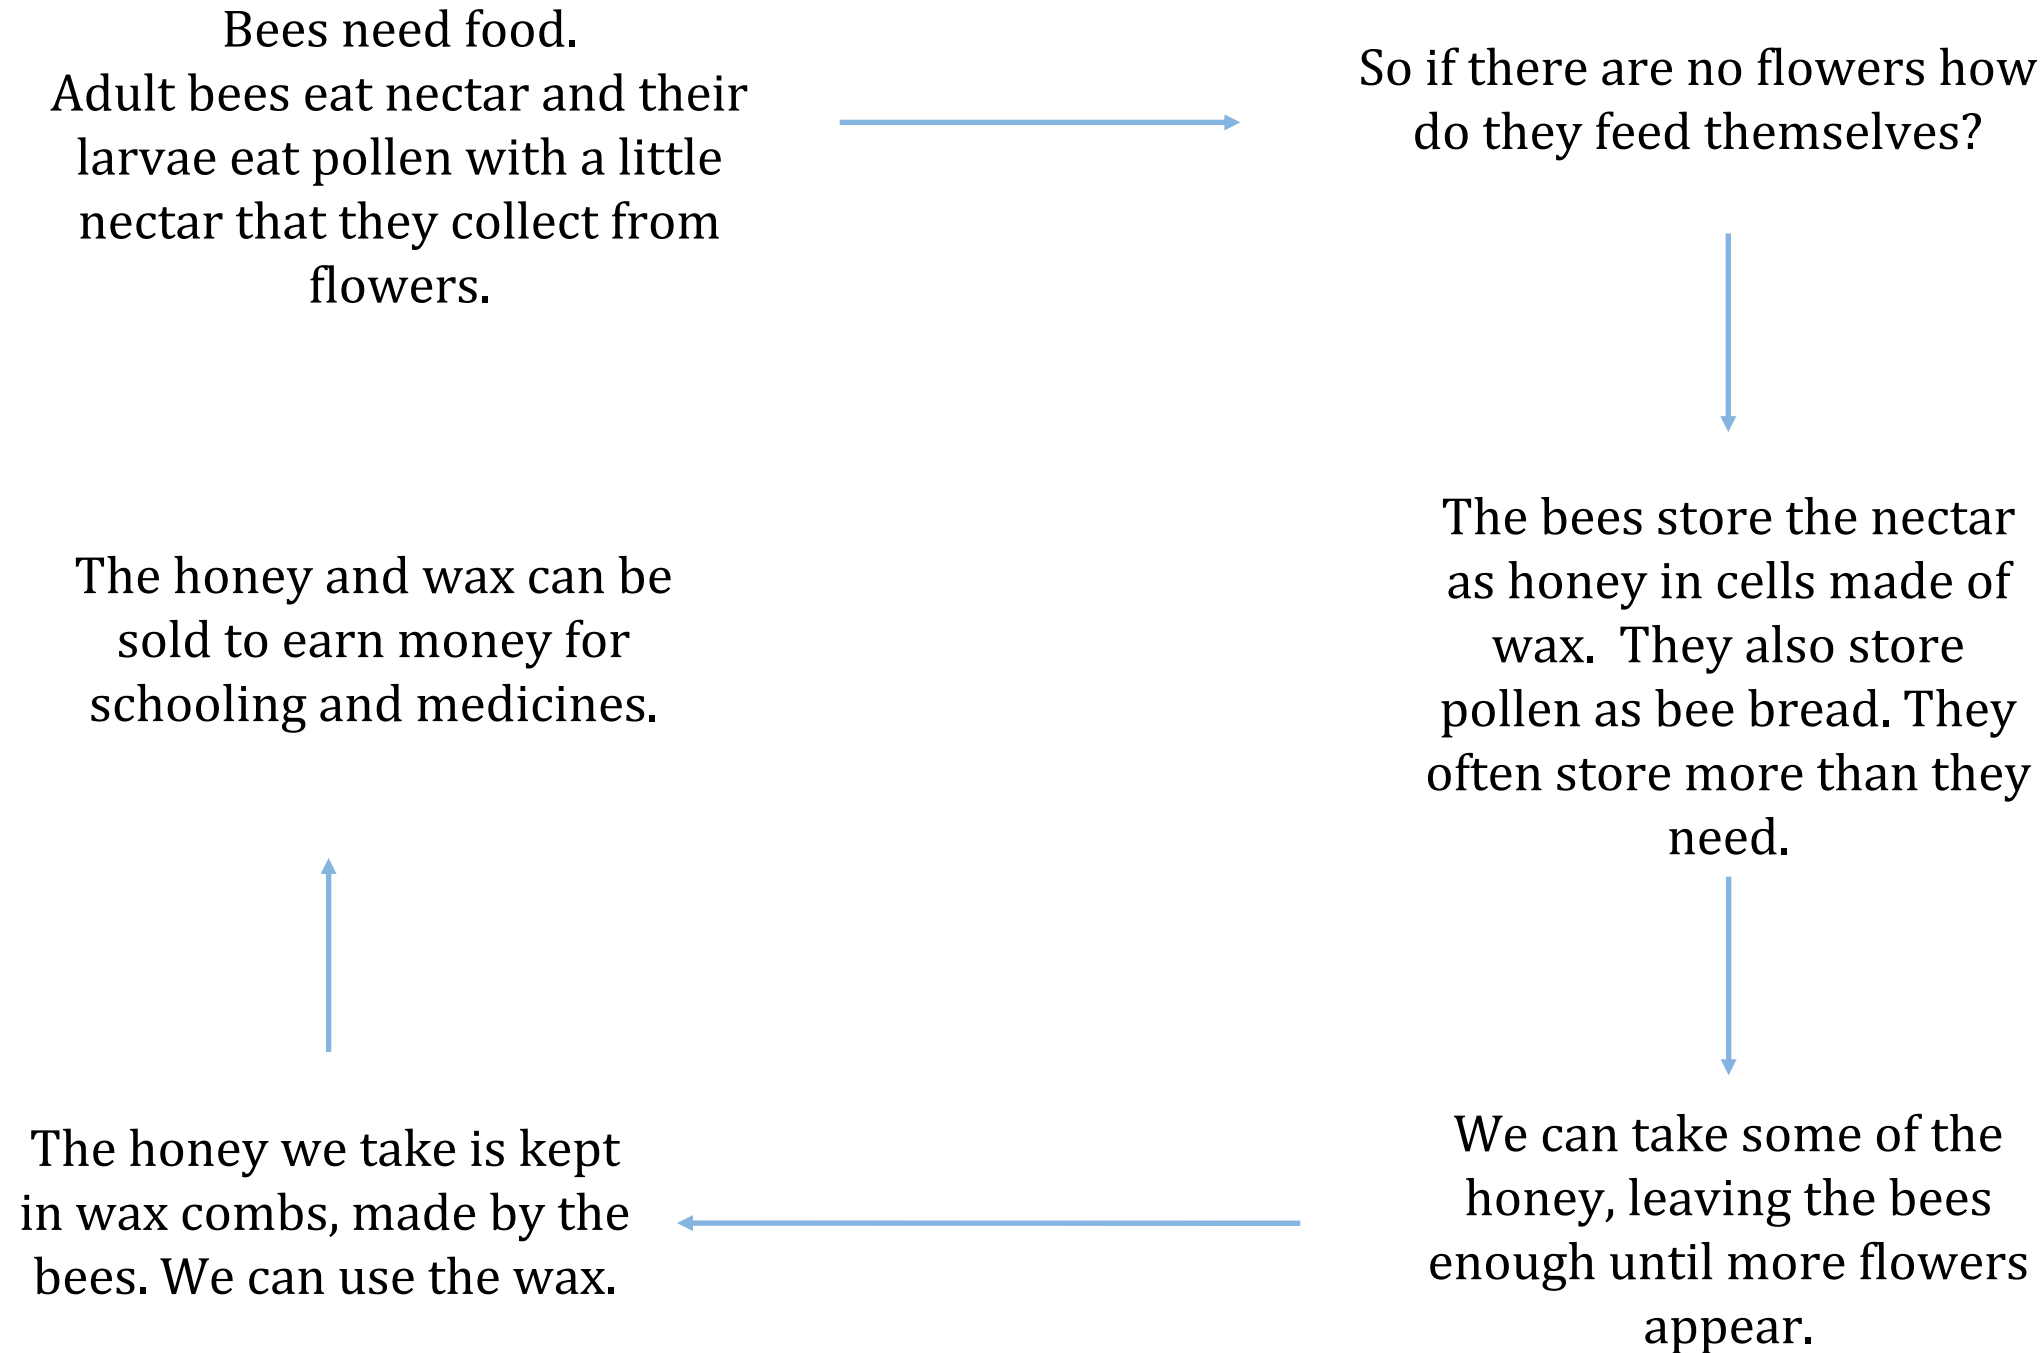 Bees need food.
Adult bees eat nectar and their
larvae eat pollen with a little
nectar that they collect from
flowers.
So if there are no flowers how
do they feed themselves?
The bees store the nectar
as honey in cells made of
wax.  They also store
pollen as bee bread. They
often store more than they
need.
We can take some of the
honey, leaving the bees
enough until more flowers
appear.
The honey we take is kept
in wax combs, made by the
bees. We can use the wax.
The honey and wax can be
sold to earn money for
schooling and medicines.